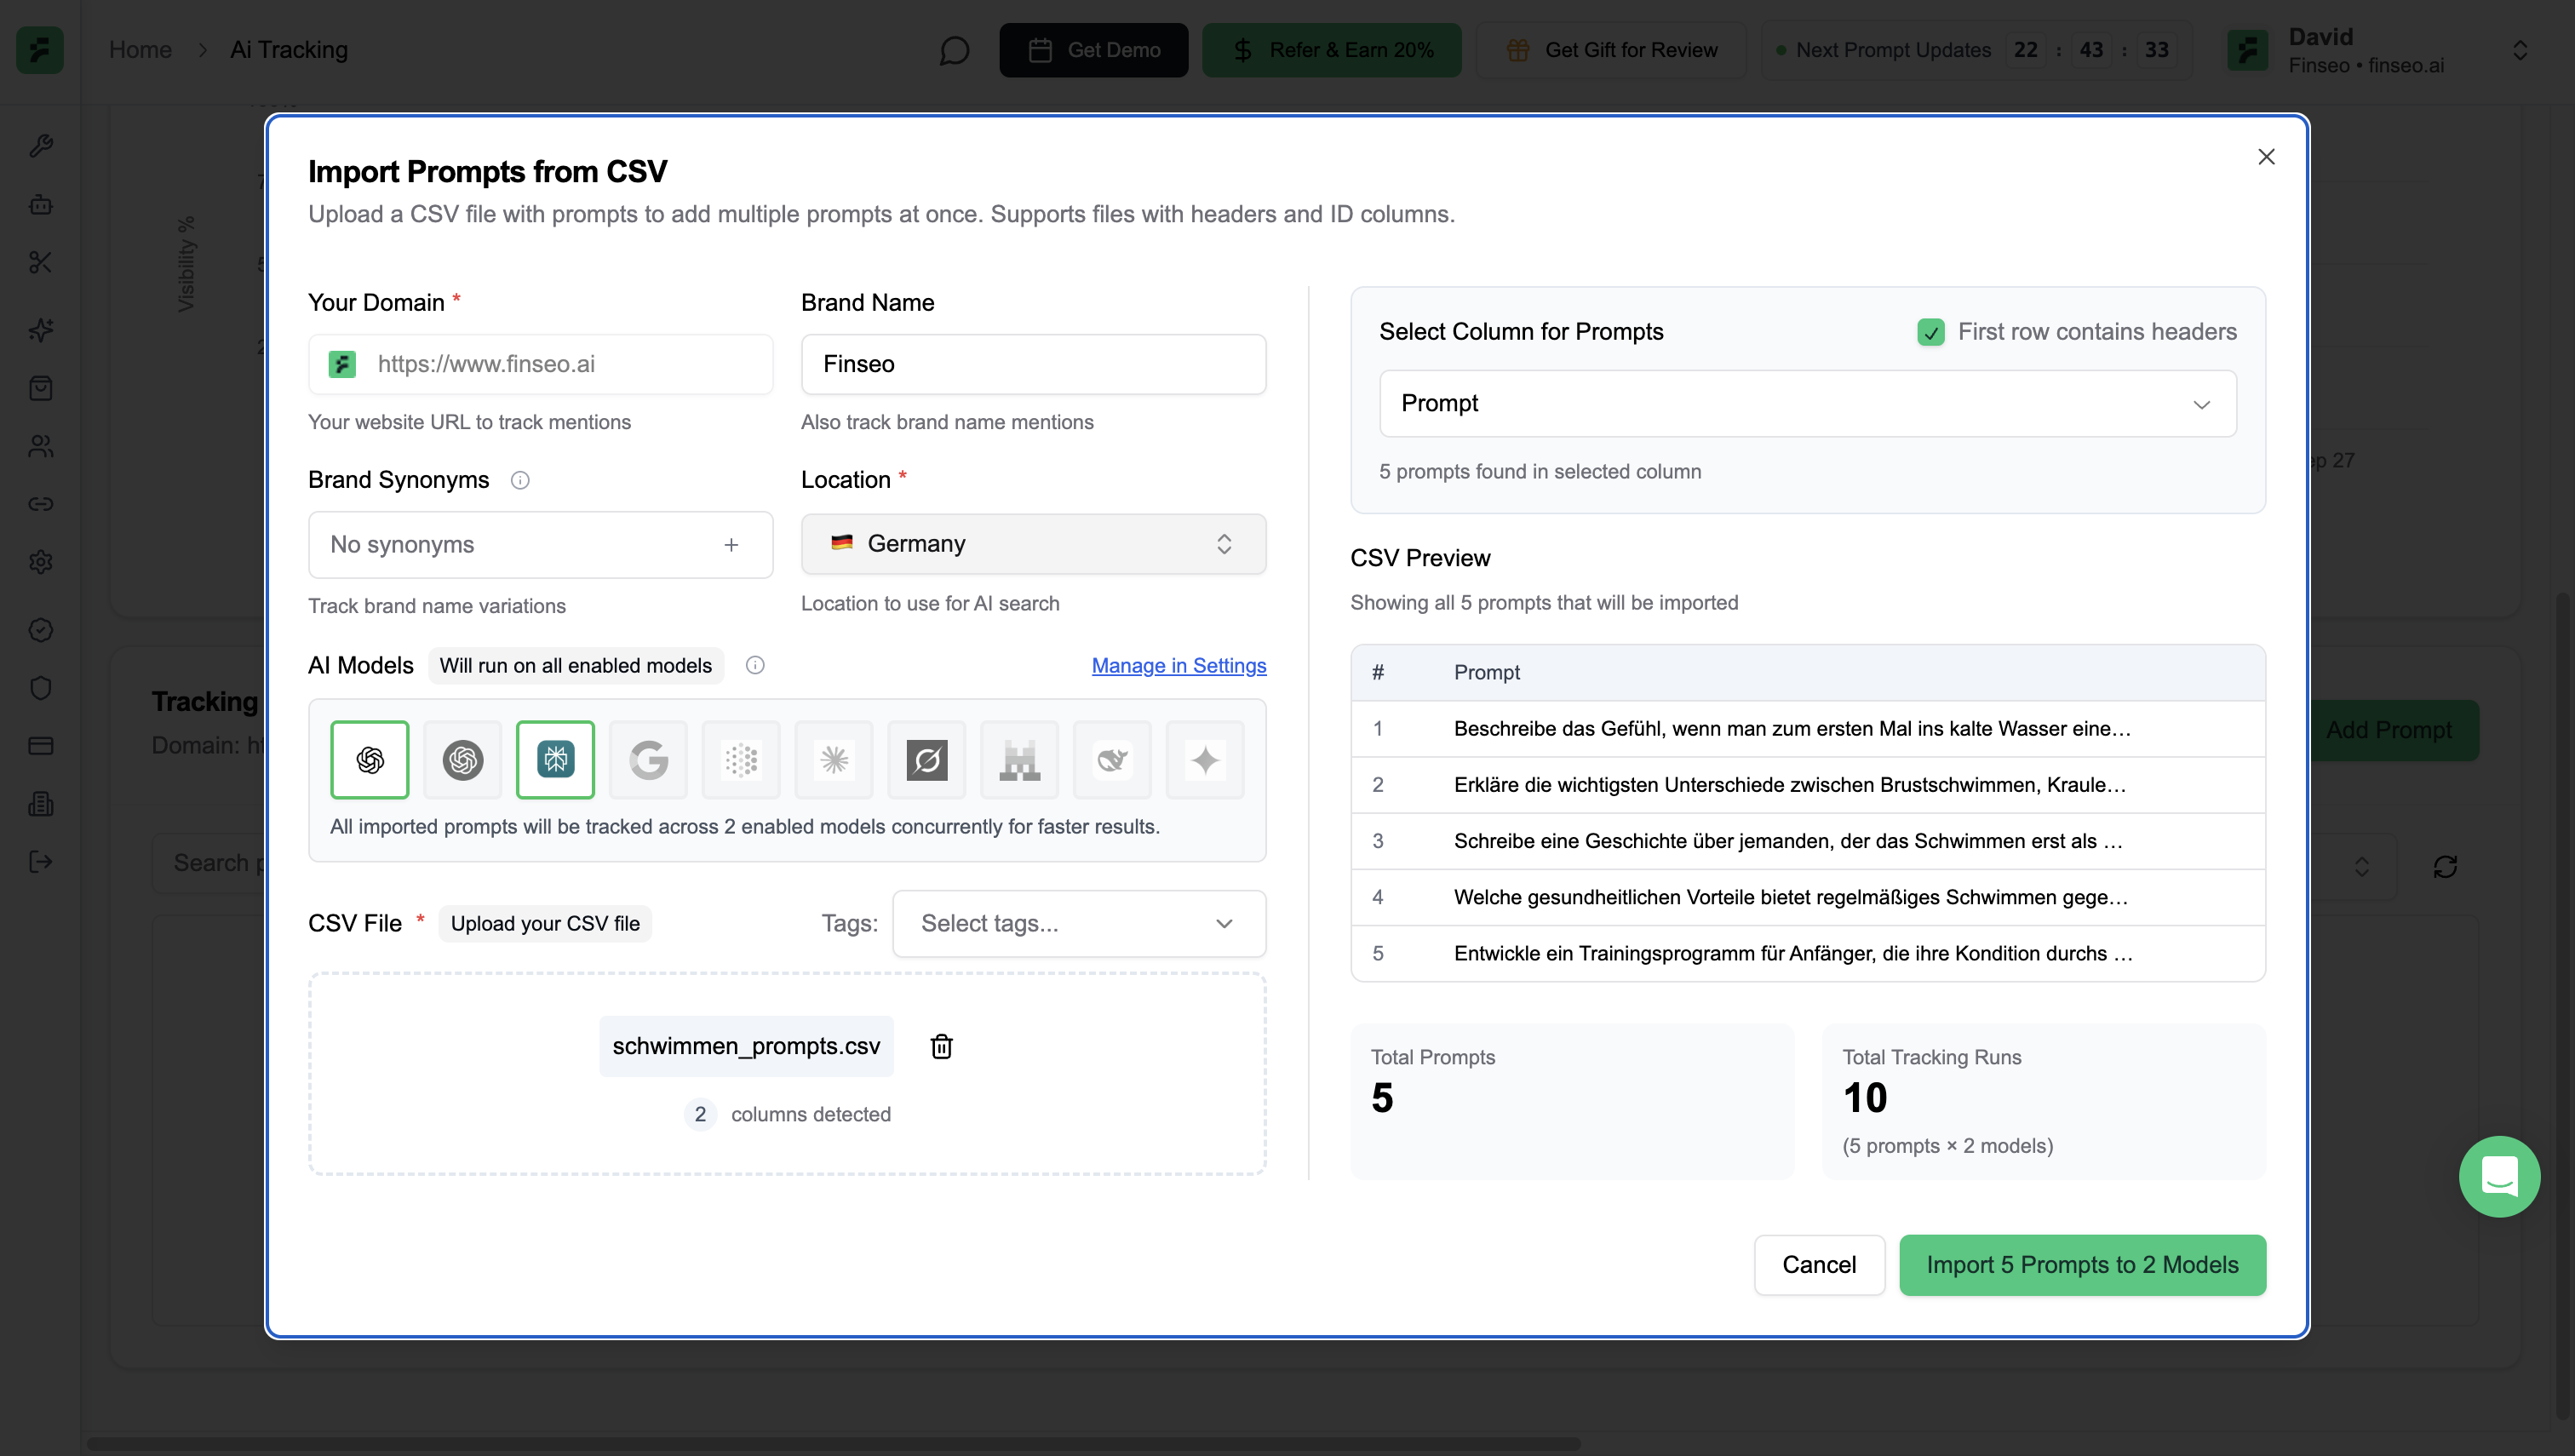 Home
Ai Tracking
Get Demo
Refer & Earn 20%
Get Gift for Review
Next Prompt Updates 22 : 43 : 33
David
Finseo • finseo.ai
Visibility %
Import Prompts from CSV
Upload a CSV file with prompts to add multiple prompts at once. Supports files with headers and ID columns.
Your Domain *
https://www.finseo.ai
Your website URL to track mentions
Brand Name
Finseo
Also track brand name mentions
Brand Synonyms
No synonyms
Track brand name variations
Location *
Germany
Location to use for AI search
AI Models
Will run on all enabled models
Manage in Settings
All imported prompts will be tracked across 2 enabled models concurrently for faster results.
CSV File *
Upload your CSV file
Tags:
Select tags...
schwimmen_prompts.csv
2 columns detected
Select Column for Prompts
First row contains headers
Prompt
5 prompts found in selected column
CSV Preview
Showing all 5 prompts that will be imported
# Prompt
1 Beschreibe das Gefühl, wenn man zum ersten Mal ins kalte Wasser eine…
2 Erkläre die wichtigsten Unterschiede zwischen Brustschwimmen, Kraule…
3 Schreibe eine Geschichte über jemanden, der das Schwimmen erst als …
4 Welche gesundheitlichen Vorteile bietet regelmäßiges Schwimmen gege…
5 Entwickle ein Trainingsprogramm für Anfänger, die ihre Kondition durchs …
Total Prompts
5
Total Tracking Runs
10
(5 prompts × 2 models)
Cancel
Import 5 Prompts to 2 Models
Tracking
Domain:
Add Prompt
Search
27